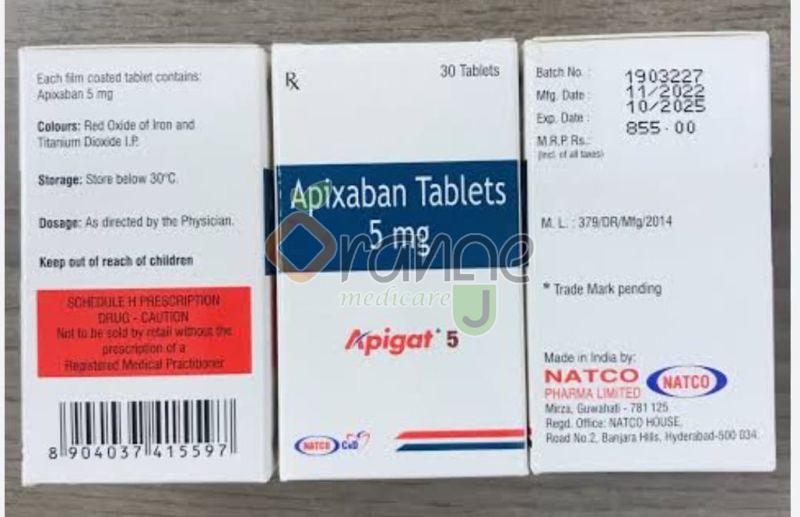 Each film coated tablet contains:
Apixaban 5 mg
Colours: Red Oxide of Iron and
Titanium Dioxide I.P.
Storage: Store below 30°C.
Dosage: As directed by the Physician.
Keep out of reach of children
SCHEDULE H PRESCRIPTION
DRUG - CAUTION
Not to be sold by retail without the
prescription of a
Registered Medical Practitioner
8 904037 415597
Rx
30 Tablets
Apixaban Tablets
5 mg
Orange
medicare
Apigat* 5
NATCO CnD
Batch No. : 1903227
Mfg. Date : 11/2022
Exp. Date : 10/2025
M.R.P Rs.: 855.00
(Incl. of all taxes)
M. L. : 379/DR/Mfg/2014
* Trade Mark pending
Made in India by:
NATCO
PHARMA LIMITED
NATCO
Mirza, Guwahati - 781 125
Regd. Office: NATCO HOUSE,
Road No.2, Banjara Hills, Hyderabad-500 034.